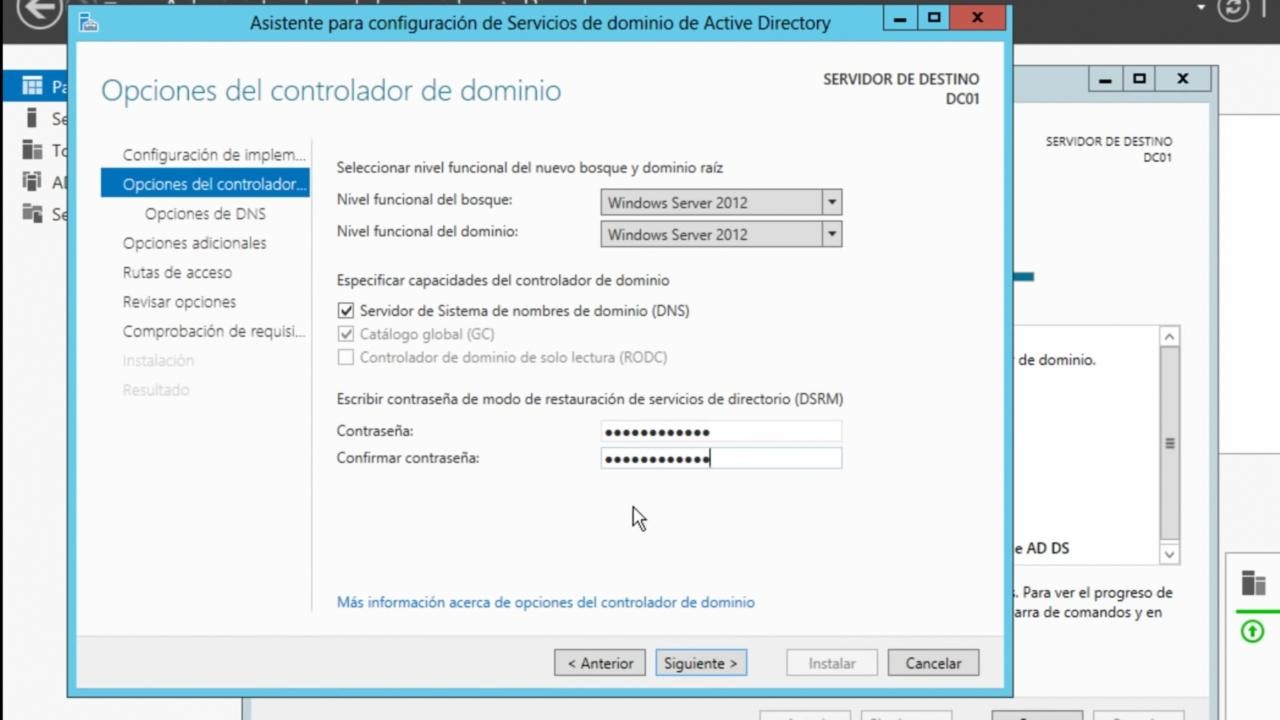 Asistente para configuración de Servicios de dominio de Active Directory
Opciones del controlador de dominio
SERVIDOR DE DESTINO
DC01
Configuración de implem...
Opciones del controlador...
Opciones de DNS
Opciones adicionales
Rutas de acceso
Revisar opciones
Comprobación de requisi...
Instalación
Resultado
Seleccionar nivel funcional del nuevo bosque y dominio raíz
Nivel funcional del bosque:
Windows Server 2012
Nivel funcional del dominio:
Windows Server 2012
Especificar capacidades del controlador de dominio
Servidor de Sistema de nombres de dominio (DNS)
Catálogo global (GC)
Controlador de dominio de solo lectura (RODC)
Escribir contraseña de modo de restauración de servicios de directorio (DSRM)
Contraseña:
••••••••••••
Confirmar contraseña:
••••••••••••
Más información acerca de opciones del controlador de dominio
< Anterior
Siguiente >
Instalar
Cancelar
SERVIDOR DE DESTINO
DC01
de dominio.
e AD DS
. Para ver el progreso de
arra de comandos y en